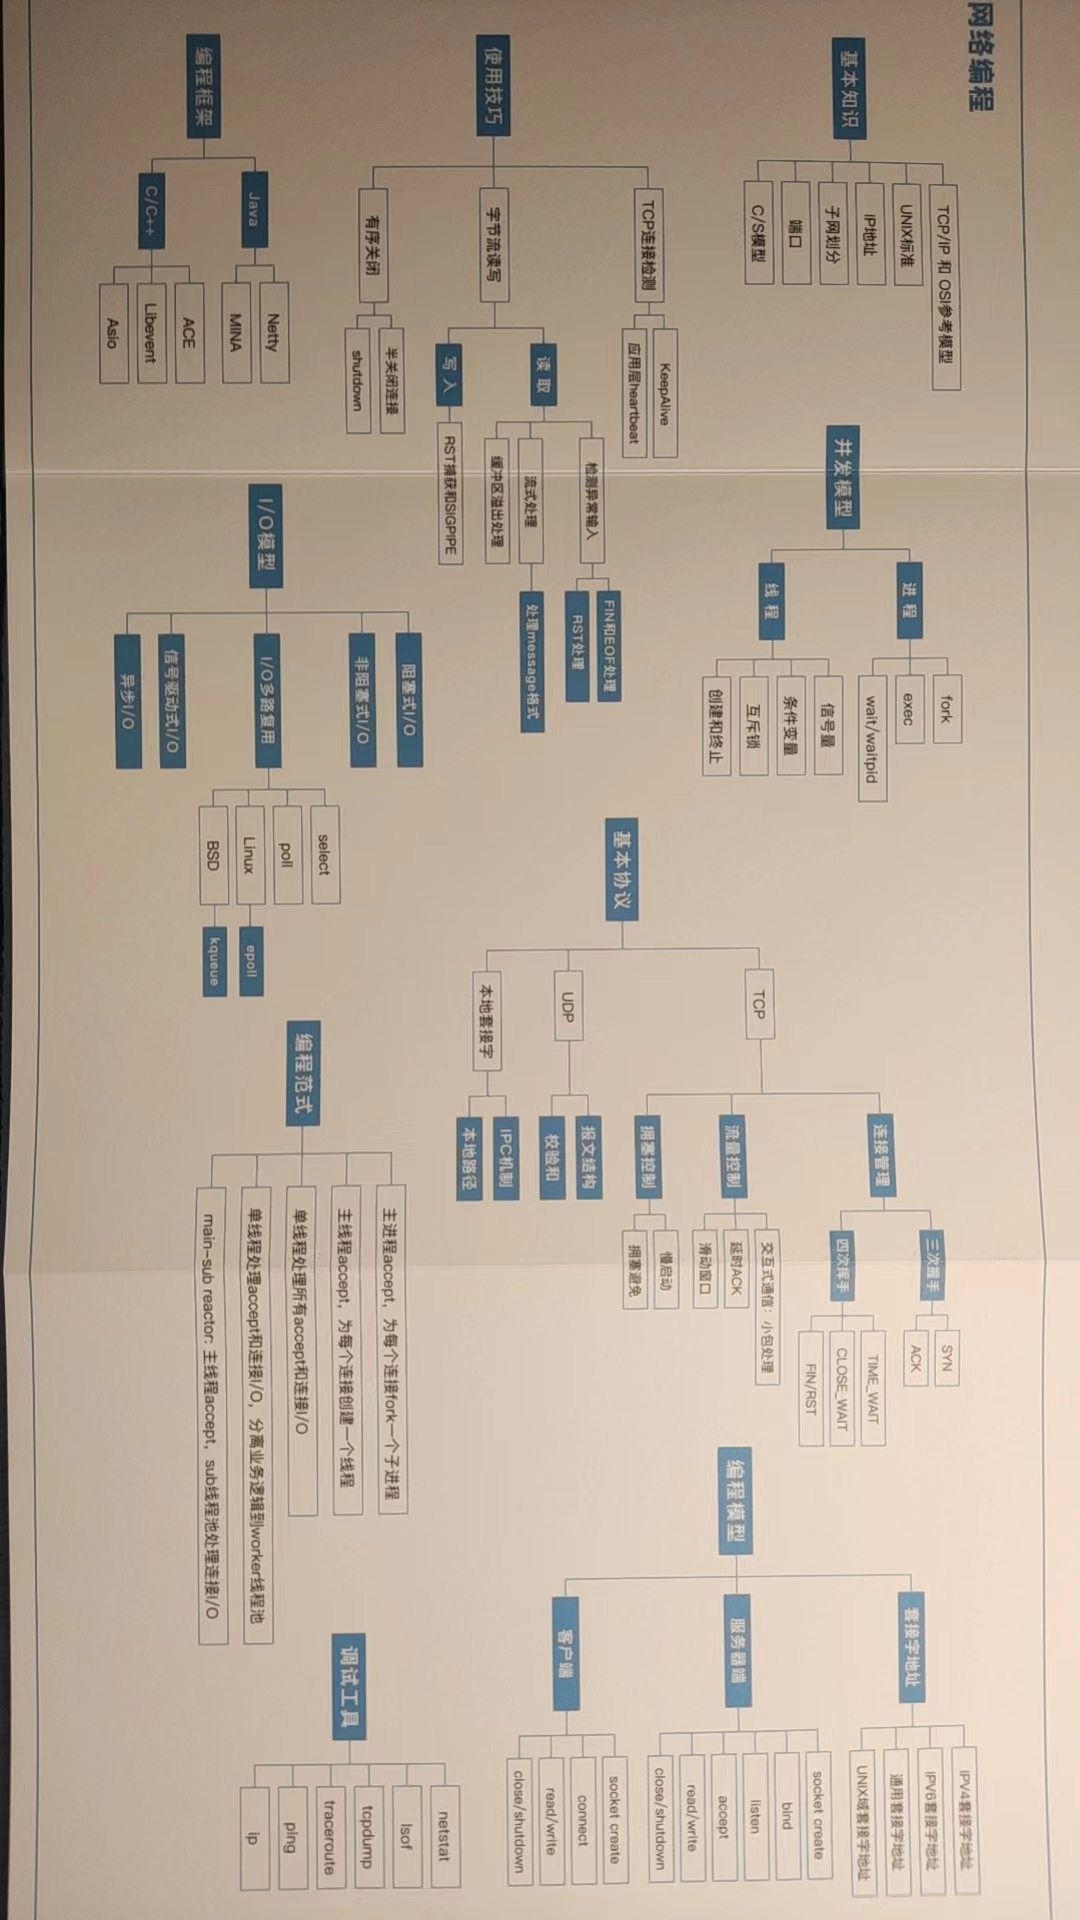 网络编程
基本知识
TCP/IP 和 OSI参考模型
UNIX标准
IP地址
子网划分
端口
C/S模型
并发模型
进程
fork
exec
wait/waitpid
线程
信号量
条件变量
互斥锁
创建和终止
基本协议
TCP
连接管理
三次握手
SYN
ACK
四次挥手
TIME_WAIT
CLOSE_WAIT
FIN/RST
流量控制
交互式通信：小包处理
延时ACK
滑动窗口
拥塞控制
慢启动
拥塞避免
UDP
报文结构
校验和
本地套接字
IPC机制
本地路径
编程模型
套接字地址
IPV4套接字地址
IPV6套接字地址
通用套接字地址
UNIX域套接字地址
服务器端
socket create
bind
listen
accept
read/write
close/shutdown
客户端
socket create
connect
read/write
close/shutdown
使用技巧
TCP连接检测
KeepAlive
应用层heartbeat
字节流读写
读取
检测异常输入
FIN和EOF处理
RST处理
流式处理
处理message格式
缓冲区溢出处理
写入
RST捕获和SIGPIPE
有序关闭
半关闭连接
shutdown
编程框架
Java
Netty
MINA
C/C++
ACE
Libevent
Asio
I/O模型
阻塞式I/O
非阻塞式I/O
I/O多路复用
select
poll
Linux
epoll
BSD
kqueue
信号驱动式I/O
异步I/O
编程范式
主进程accept，为每个连接fork一个子进程
主线程accept，为每个连接创建一个线程
单线程处理所有accept和连接I/O
单线程处理accept和连接I/O，分离业务逻辑到worker线程池
main-sub reactor: 主线程accept，sub线程池处理连接I/O
调试工具
netstat
lsof
tcpdump
traceroute
ping
ip